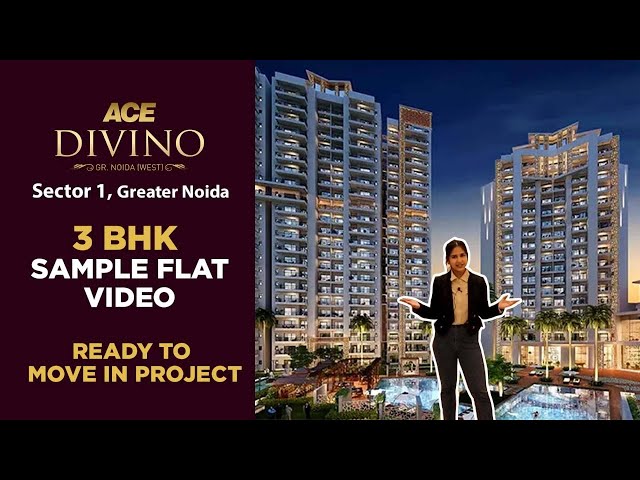 ACE
DIVINO
GR. NOIDA [WEST]
Sector 1, Greater Noida
3 BHK
SAMPLE FLAT
VIDEO
READY TO
MOVE IN PROJECT